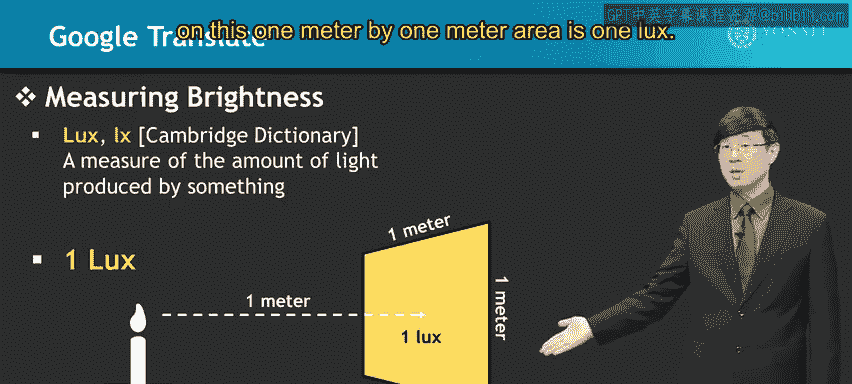 Google Translate
on this one meter by one meter area is one lux.
❖ Measuring Brightness
▪ Lux, lx [Cambridge Dictionary]
A measure of the amount of light
produced by something
▪ 1 Lux
1 meter
1 meter
1 meter
1 lux